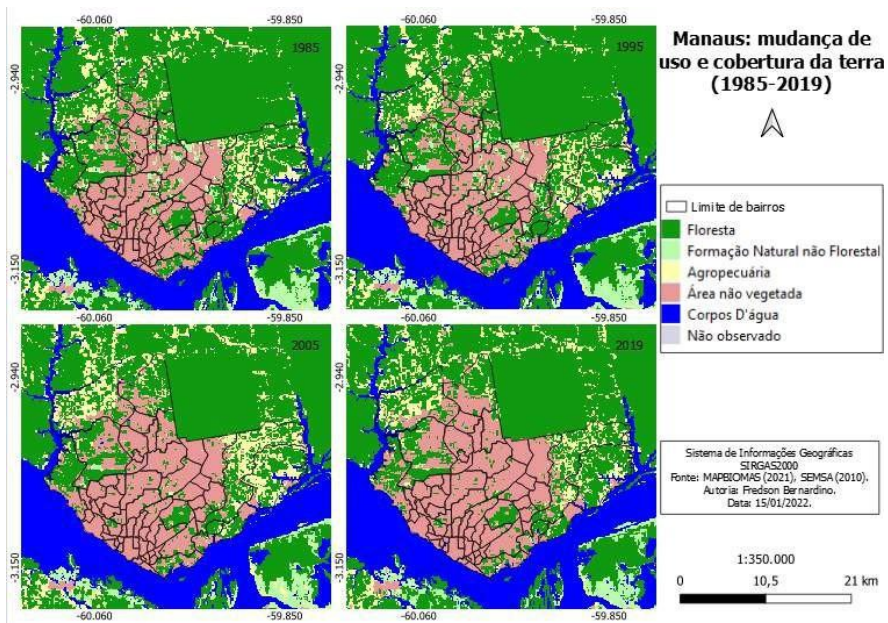 -60.060
-59.850
-60.060
-59.850
Manaus: mudança de
uso e cobertura da terra
(1985-2019)
1985
1995
-2.940
-2.940
Limite de bairros
Floresta
Formação Natural não Florestal
Agropecuária
Área não vegetada
Corpos D'água
Não observado
-3.150
-3.150
-60.060
-59.850
-60.060
-59.850
2005
2019
-2.940
-2.940
Sistema de Informações Geográficas
SIRGAS2000
Fonte: MAPBIOMAS (2021), SEMSA (2010).
Autoria: Fredson Bernardino.
Data: 15/01/2022.
-3.150
-3.150
1:350.000
0 10,5 21 km
-60.060
-59.850
-60.060
-59.850